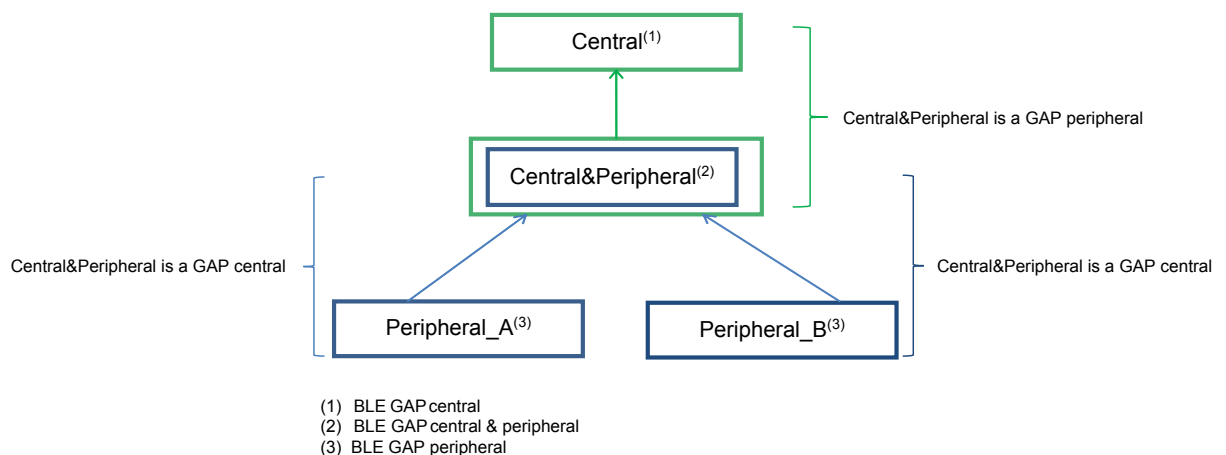 Central(1)
Central&Peripheral is a GAP peripheral
Central&Peripheral(2)
Central&Peripheral is a GAP central
Central&Peripheral is a GAP central
Peripheral_A(3)
Peripheral_B(3)
(1) BLE GAP central
(2) BLE GAP central & peripheral
(3) BLE GAP peripheral